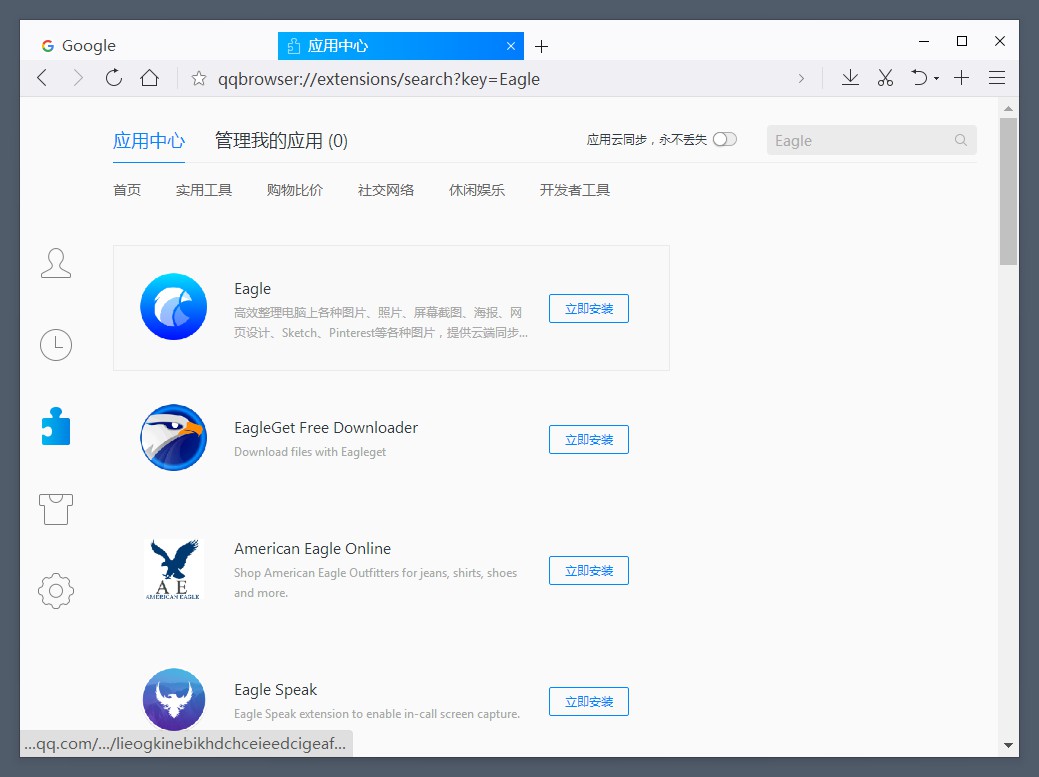 Google
应用中心
qqbrowser://extensions/search?key=Eagle
应用中心 管理我的应用 (0) 应用云同步，永不丢失 Eagle
首页 实用工具 购物比价 社交网络 休闲娱乐 开发者工具
Eagle
高效整理电脑上各种图片、照片、屏幕截图、海报、网
页设计、Sketch、Pinterest等各种图片，提供云端同步...
立即安装
EagleGet Free Downloader
Download files with Eagleget
立即安装
A E
AMERICAN EAGLE
American Eagle Online
Shop American Eagle Outfitters for jeans, shirts, shoes
and more.
立即安装
Eagle Speak
Eagle Speak extension to enable in-call screen capture.
立即安装
...qq.com/.../lieogkinebikhdchceieedcigeaf...